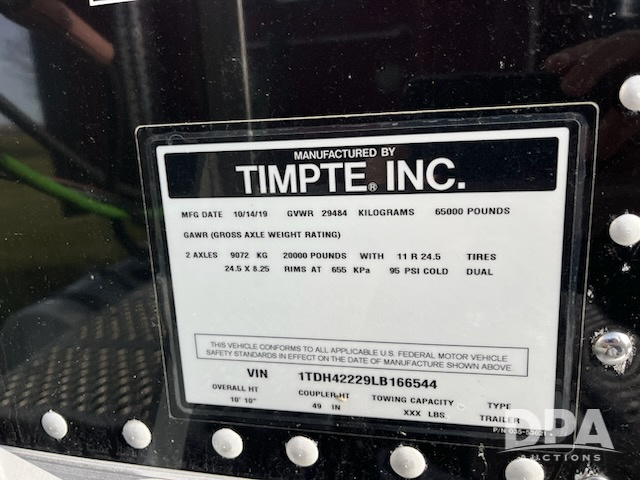 MANUFACTURED BY
TIMPTE® INC.
MFG DATE 10/14/19 GVWR 29484 KILOGRAMS 65000 POUNDS
GAWR (GROSS AXLE WEIGHT RATING)
2 AXLES 9072 KG 20000 POUNDS WITH 11 R 24.5 TIRES
24.5 X 8.25 RIMS AT 655 KPa 95 PSI COLD DUAL
THIS VEHICLE CONFORMS TO ALL APPLICABLE U.S. FEDERAL MOTOR VEHICLE
SAFETY STANDARDS IN EFFECT ON THE DATE OF MANUFACTURE SHOWN ABOVE.
VIN 1TDH42229LB166544
OVERALL HT COUPLER HT TOWING CAPACITY TYPE
10' 10" 49 IN XXX LBS. TRAILER
DPA
AUCTIONS